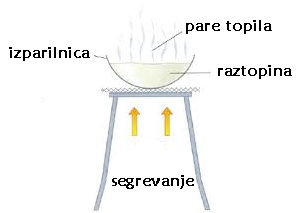 pare topila
izparilnica
raztopina
segrevanje